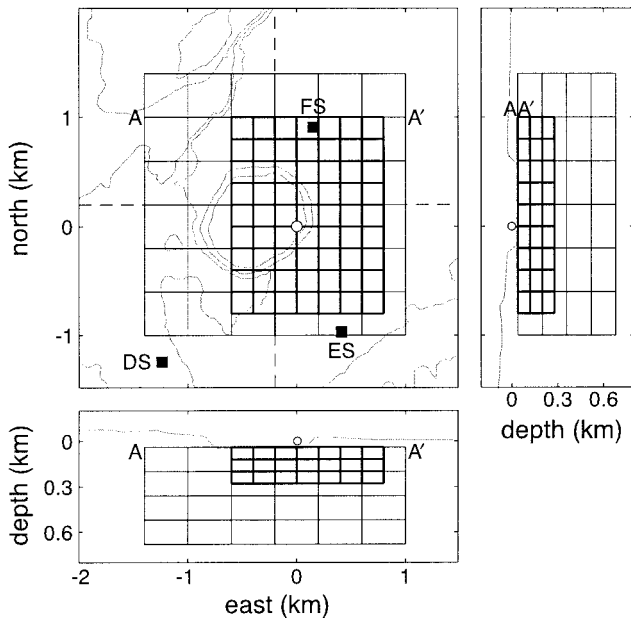 A
FS
A′
1
0
-1
north (km)
DS
ES
AA′
0 0.3 0.6
depth (km)
A
A′
0
0.3
0.6
depth (km)
-2 -1 0 1
east (km)